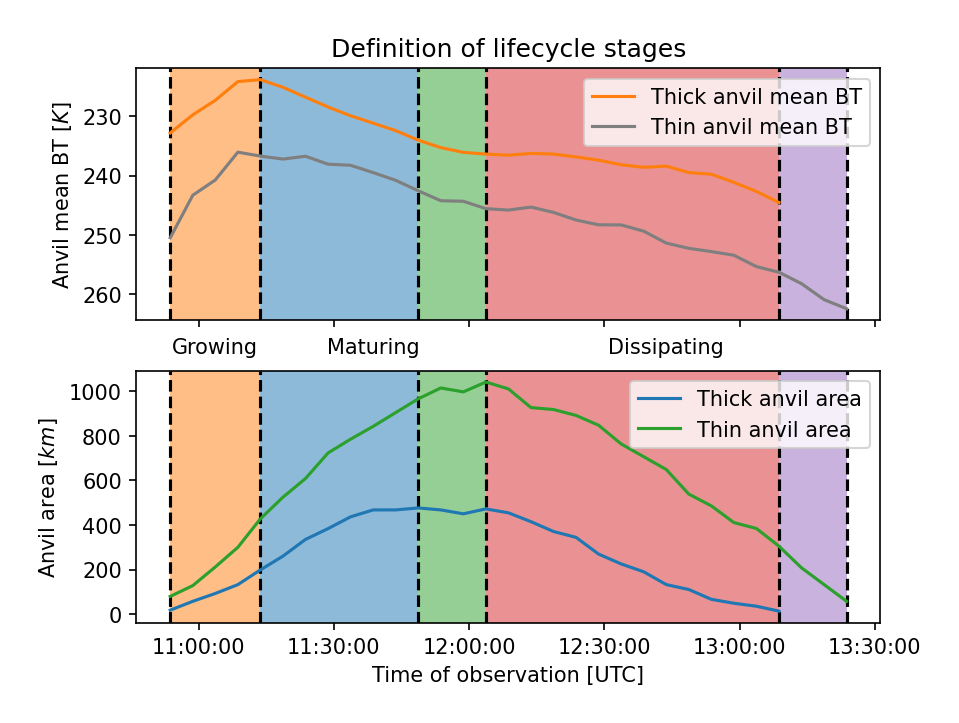 Definition of lifecycle stages
Anvil mean BT [K]
230
240
250
260
Thick anvil mean BT
Thin anvil mean BT
Growing Maturing Dissipating
Anvil area [km]
1000
800
600
400
200
0
Thick anvil area
Thin anvil area
11:00:00 11:30:00 12:00:00 12:30:00 13:00:00 13:30:00
Time of observation [UTC]